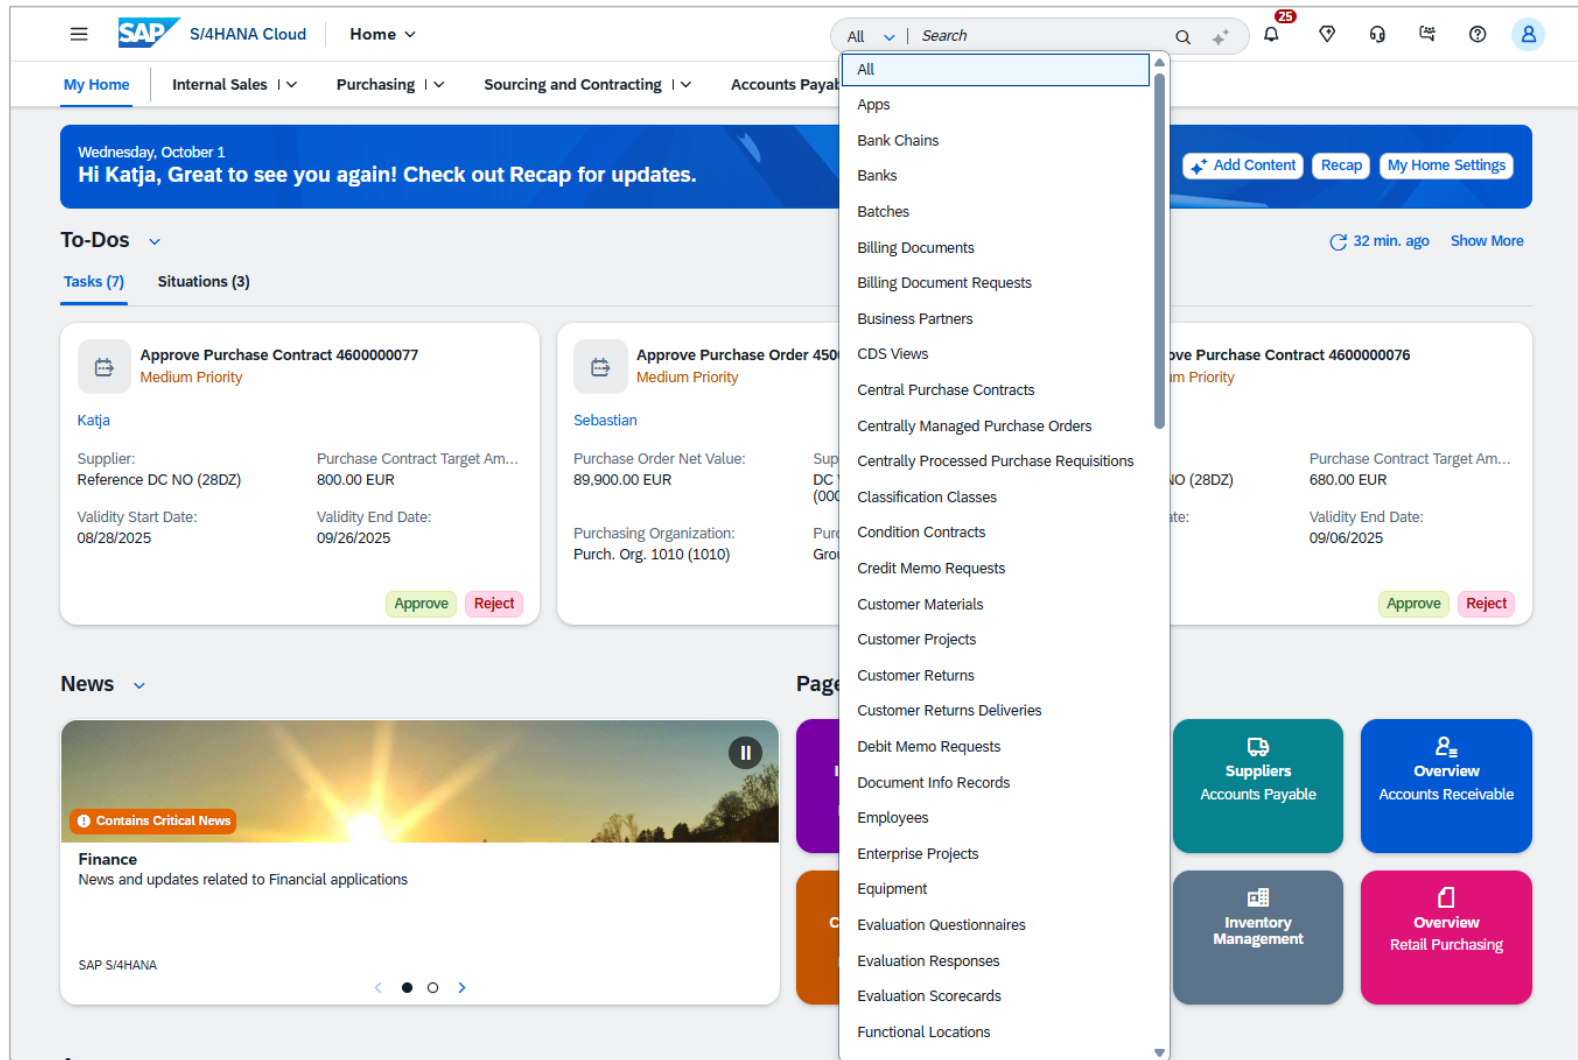 SAP S/4HANA Cloud Home All Search 25
My Home Internal Sales Purchasing Sourcing and Contracting Accounts
Wednesday, October 1
Hi Katja, Great to see you again! Check out Recap for updates.
Add Content Recap My Home Settings
To-Dos
32 min. ago Show More
Tasks (7) Situations (3)
Approve Purchase Contract 4600000077
Medium Priority
Katja
Supplier:
Reference DC NO (28DZ)
Purchase Contract Target Am...
800.00 EUR
Validity Start Date:
08/28/2025
Validity End Date:
09/26/2025
Approve Reject
Approve Purchase Order 450
Medium Priority
Sebastian
Purchase Order Net Value:
89,900.00 EUR
Sup
DC
(000
Purchasing Organization:
Purch. Org. 1010 (1010)
Purc
Grou
Purchase Contract 4600000076
Priority
NO (28DZ)
Purchase Contract Target Am...
680.00 EUR
Validity End Date:
09/06/2025
Approve Reject
All
Apps
Bank Chains
Banks
Batches
Billing Documents
Billing Document Requests
Business Partners
CDS Views
Central Purchase Contracts
Centrally Managed Purchase Orders
Centrally Processed Purchase Requisitions
Classification Classes
Condition Contracts
Credit Memo Requests
Customer Materials
Customer Projects
Customer Returns
Customer Returns Deliveries
Debit Memo Requests
Document Info Records
Employees
Enterprise Projects
Equipment
Evaluation Questionnaires
Evaluation Responses
Evaluation Scorecards
Functional Locations
News
Contains Critical News
Finance
News and updates related to Financial applications
SAP S/4HANA
Page
Suppliers
Accounts Payable
Overview
Accounts Receivable
Inventory
Management
Overview
Retail Purchasing